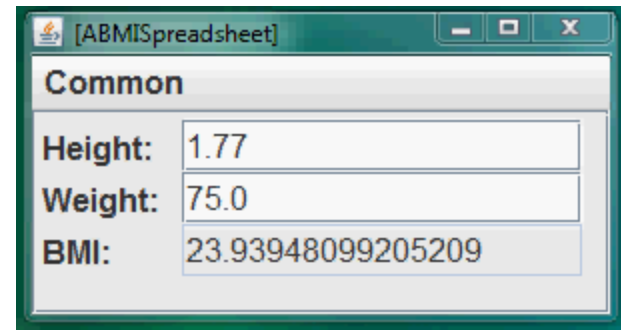 [ABMISpreadsheet]
Common
Height: 1.77
Weight: 75.0
BMI: 23.93948099205209